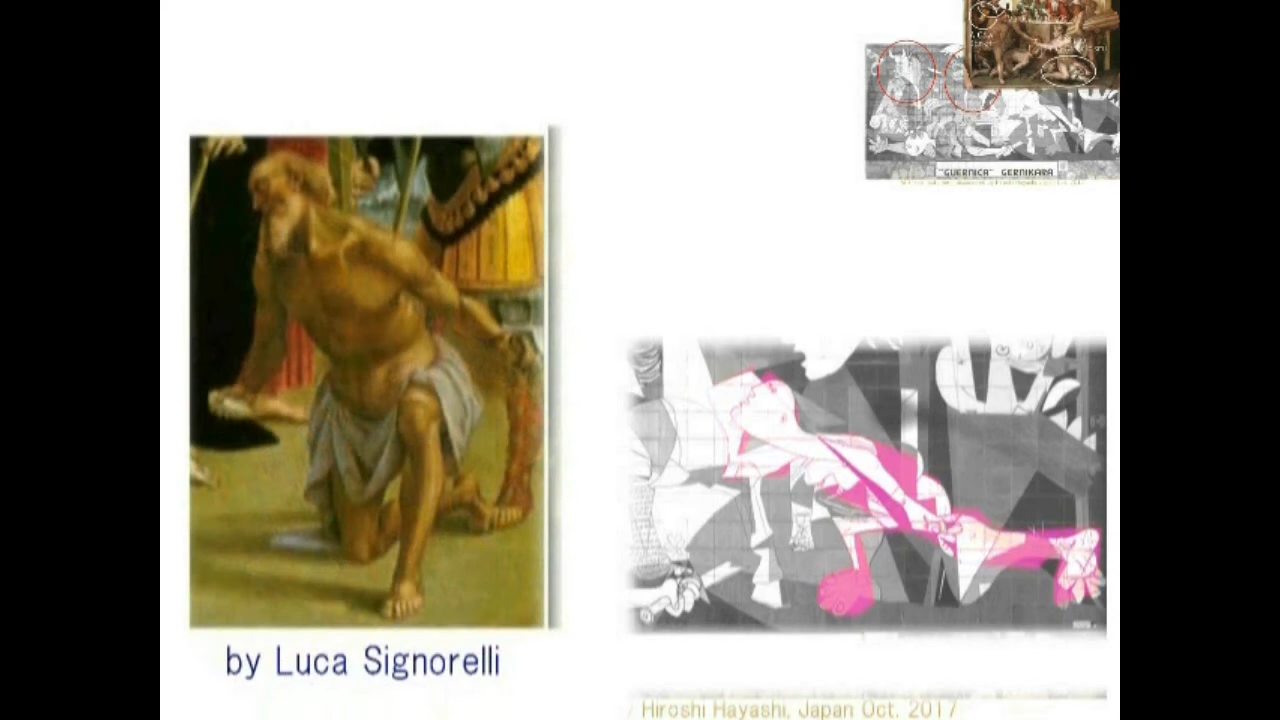 "GUERNICA" GERNIKARA
by Luca Signorelli
/ Hiroshi Hayashi, Japan Oct. 2017